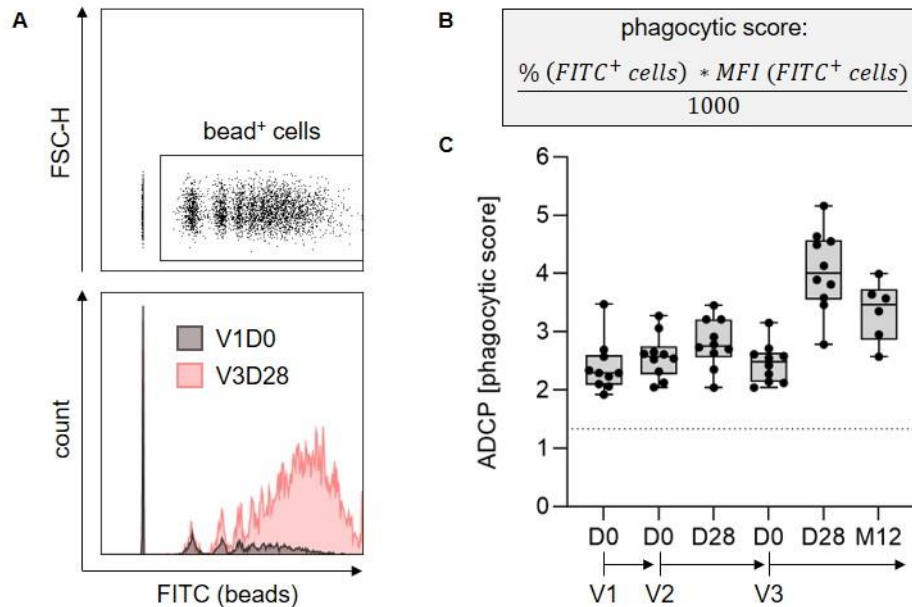 A
FSC-H
bead⁺ cells
count
V1D0
V3D28
FITC (beads)
B
phagocytic score:
% (FITC⁺ cells) * MFI (FITC⁺ cells)
1000
C
ADCP [phagocytic score]
6
5
4
3
2
1
0
D0 D0 D28 D0 D28 M12
V1 V2 V3